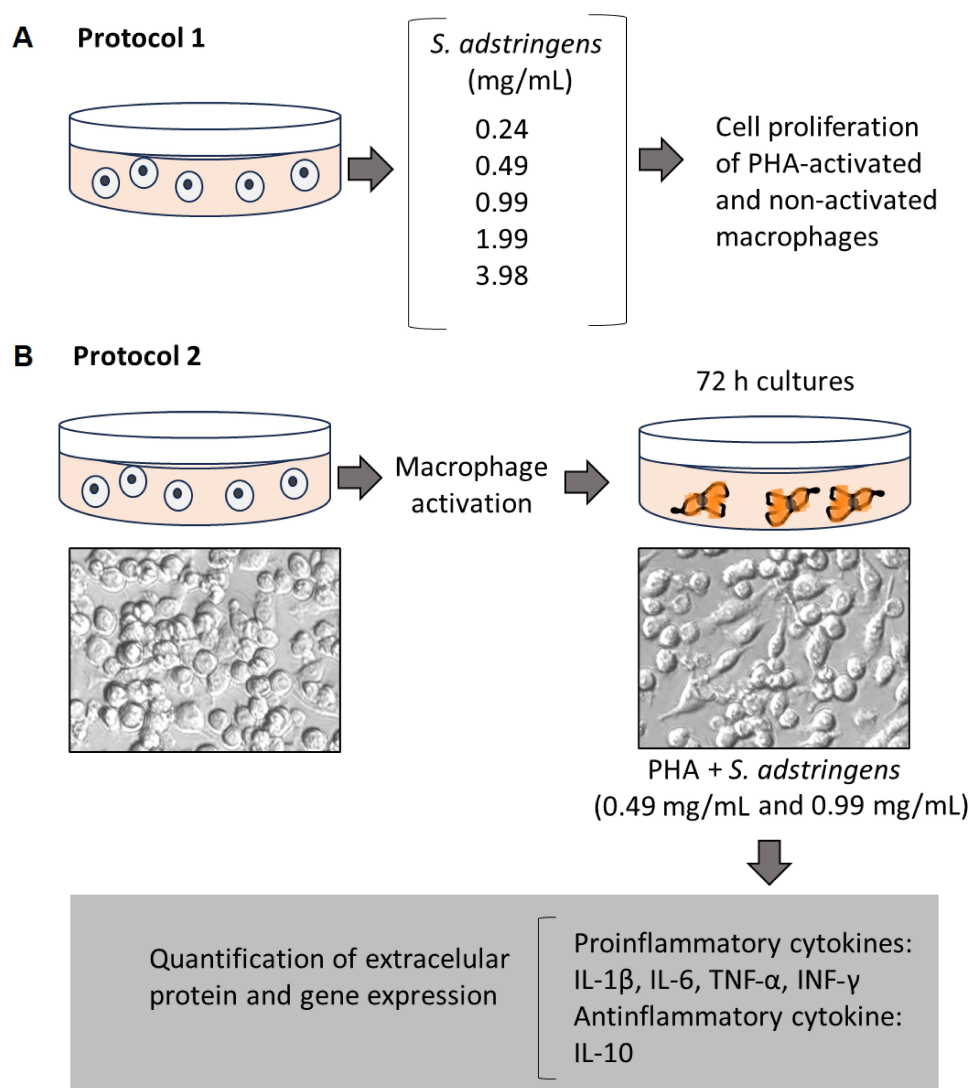 A Protocol 1
S. adstringens
(mg/mL)
0.24
0.49
0.99
1.99
3.98
Cell proliferation
of PHA-activated
and non-activated
macrophages
B Protocol 2
Macrophage
activation
72 h cultures
PHA + S. adstringens
(0.49 mg/mL and 0.99 mg/mL)
Quantification of extracelular
protein and gene expression
Proinflammatory cytokines:
IL-1β, IL-6, TNF-α, INF-γ
Antinflammatory cytokine:
IL-10